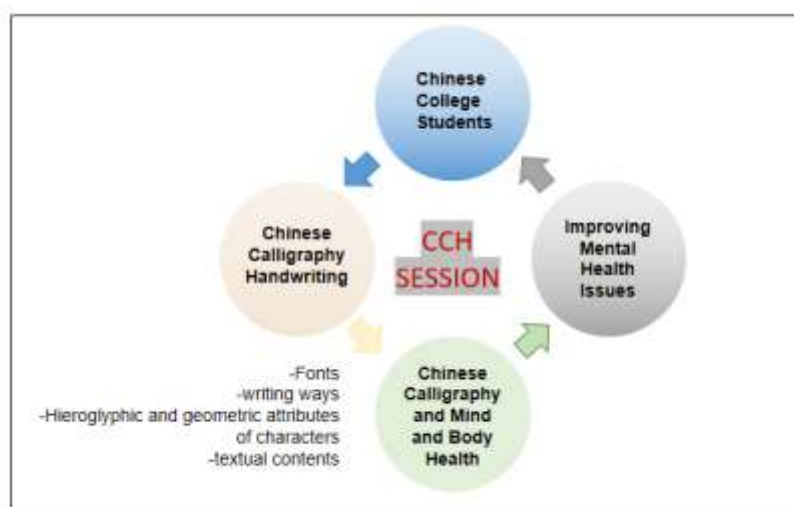 Chinese
College
Students
Chinese
Calligraphy
Handwriting
CCH
SESSION
Improving
Mental
Health
Issues
-Fonts
-writing ways
-Hieroglyphic and geometric attributes
of characters
-textual contents
Chinese
Calligraphy
and Mind
and Body
Health